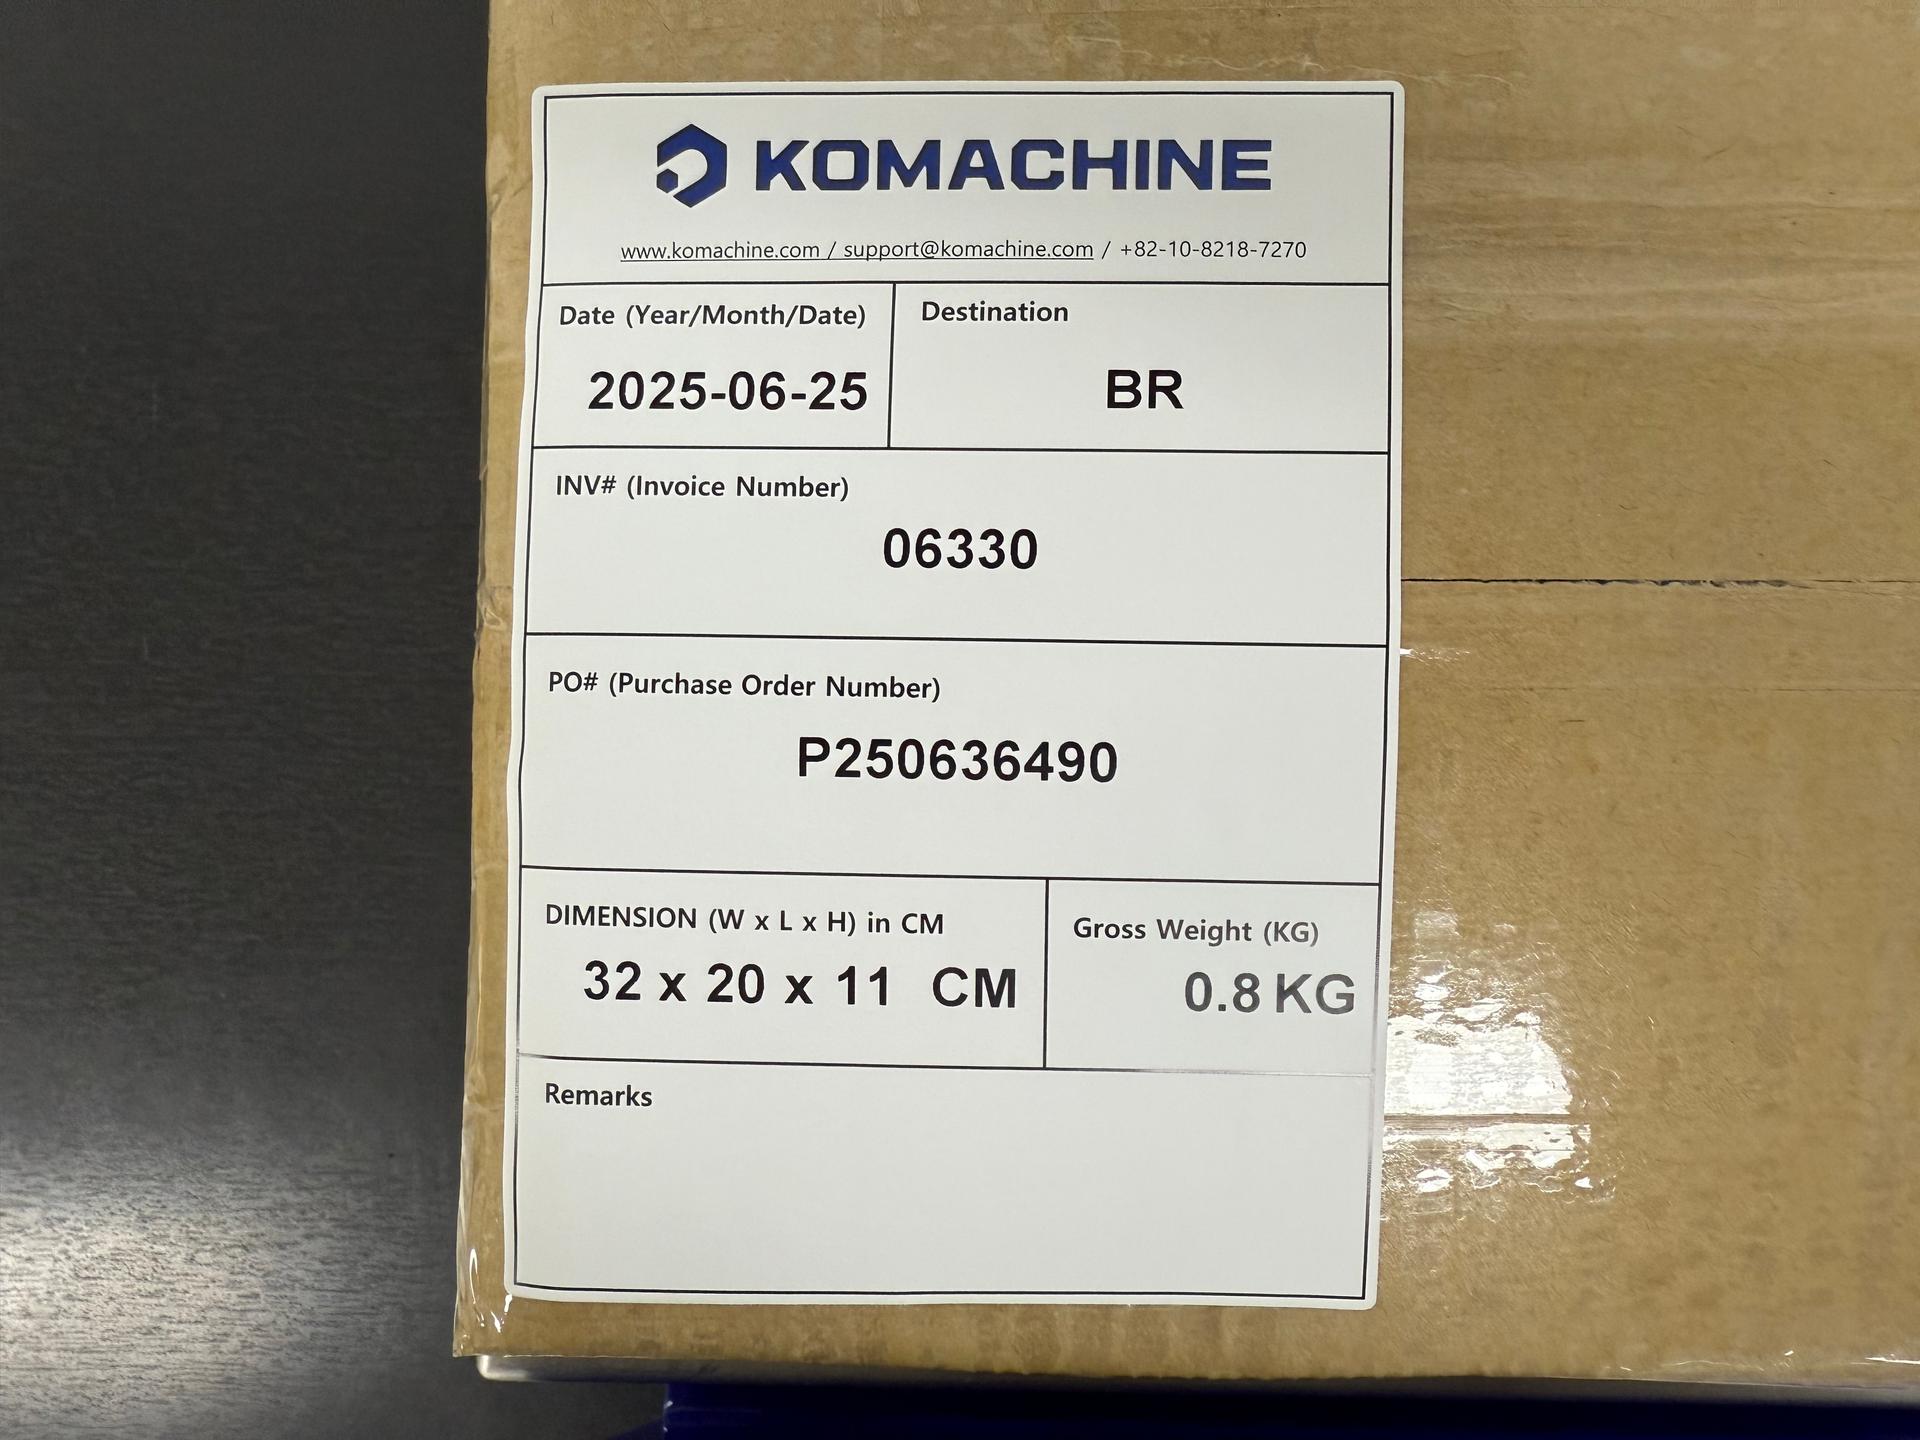 KOMACHINE
www.komachine.com / support@komachine.com / +82-10-8218-7270
Date (Year/Month/Date)
2025-06-25
Destination
BR
INV# (Invoice Number)
06330
PO# (Purchase Order Number)
P250636490
DIMENSION (W x L x H) in CM
32 x 20 x 11 CM
Gross Weight (KG)
0.8 KG
Remarks